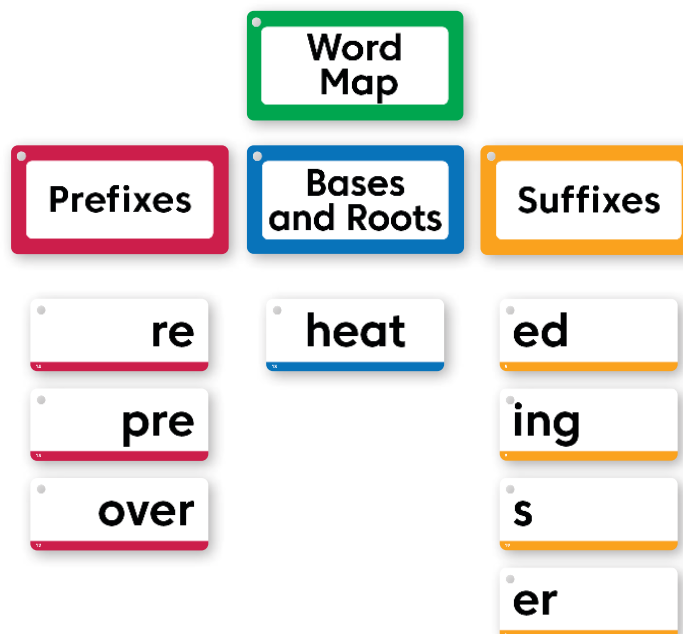 Word
Map
Prefixes
Bases
and Roots
Suffixes
re
heat
ed
pre
ing
over
s
er